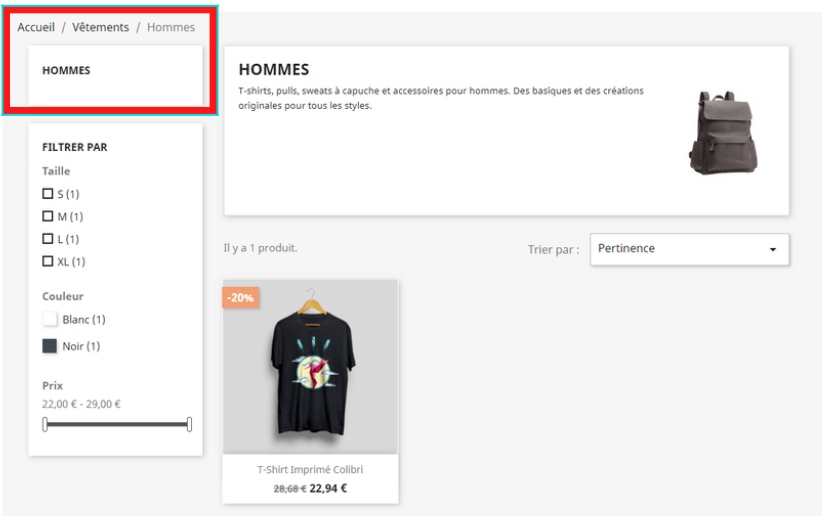 Accueil / Vêtements / Hommes
HOMMES
FILTRER PAR
Taille
S (1)
M (1)
L (1)
XL (1)
Couleur
Blanc (1)
Noir (1)
Prix
22,00 € - 29,00 €
HOMMES
T-shirts, pulls, sweats à capuche et accessoires pour hommes. Des basiques et des créations
originales pour tous les styles.
Il y a 1 produit.
Trier par :
Pertinence
-20%
T-Shirt Imprimé Colibri
28,68 € 22,94 €